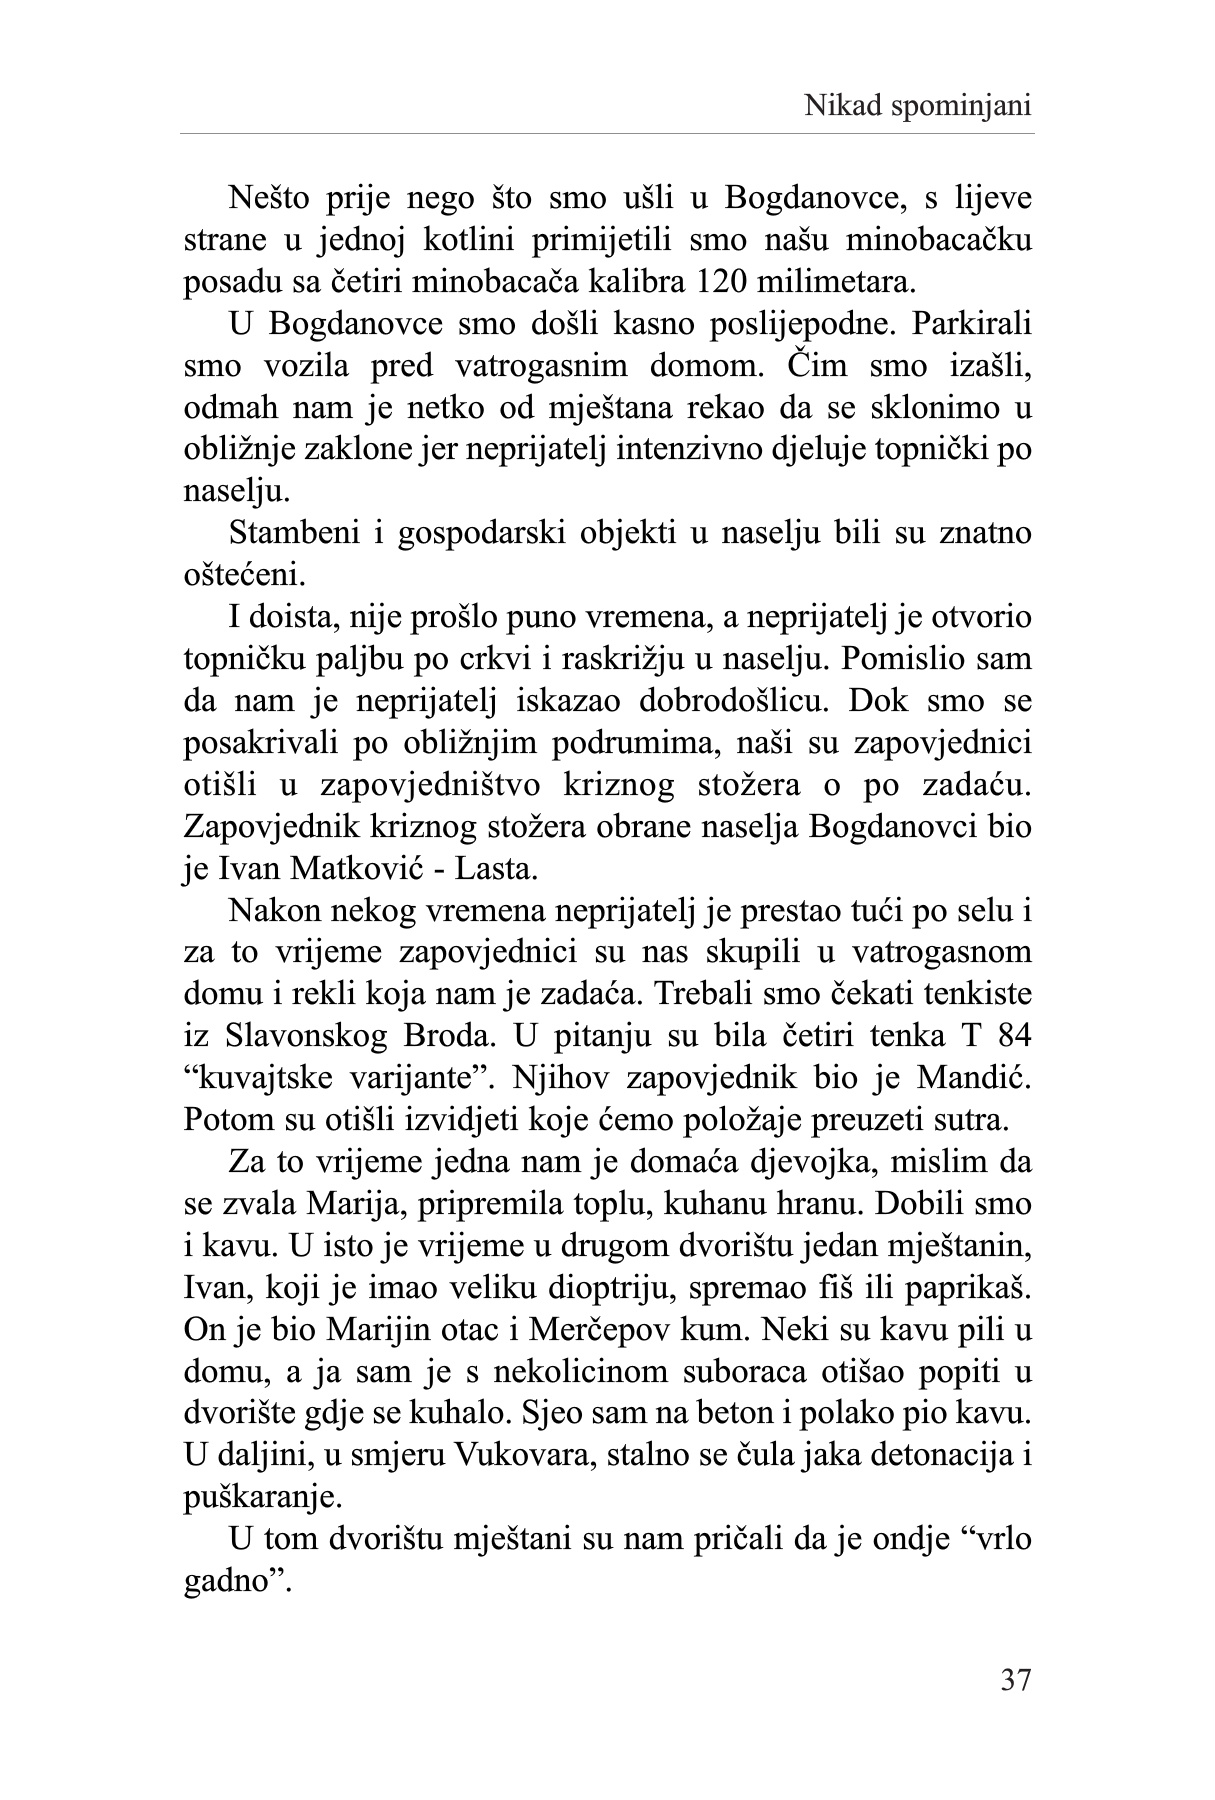 Nikad spominjani
Nešto prije nego što smo ušli u Bogdanovce, s lijeve
strane u jednoj kotlini primijetili smo našu minobacačku
posadu sa četiri minobacača kalibra 120 milimetara.
U Bogdanovce smo došli kasno poslijepodne. Parkirali
smo vozila pred vatrogasnim domom. Čim smo izašli,
odmah nam je netko od mještana rekao da se sklonimo u
obližnje zaklone jer neprijatelj intenzivno djeluje topnički po
naselju.
Stambeni i gospodarski objekti u naselju bili su znatno
oštećeni.
I doista, nije prošlo puno vremena, a neprijatelj je otvorio
topničku paljbu po crkvi i raskrižju u naselju. Pomislio sam
da nam je neprijatelj iskazao dobrodošlicu. Dok smo se
posakrivali po obližnjim podrumima, naši su zapovjednici
otišli u zapovjedništvo kriznog stožera o po zadaću.
Zapovjednik kriznog stožera obrane naselja Bogdanovci bio
je Ivan Matković - Lasta.
Nakon nekog vremena neprijatelj je prestao tući po selu i
za to vrijeme zapovjednici su nas skupili u vatrogasnom
domu i rekli koja nam je zadaća. Trebali smo čekati tenkiste
iz Slavonskog Broda. U pitanju su bila četiri tenka T 84
“kuvajtske varijante”. Njihov zapovjednik bio je Mandić.
Potom su otišli izvidjeti koje ćemo položaje preuzeti sutra.
Za to vrijeme jedna nam je domaća djevojka, mislim da
se zvala Marija, pripremila toplu, kuhanu hranu. Dobili smo
i kavu. U isto je vrijeme u drugom dvorištu jedan mještanin,
Ivan, koji je imao veliku dioptriju, spremao fiš ili paprikaš.
On je bio Marijin otac i Merčepov kum. Neki su kavu pili u
domu, a ja sam je s nekolicinom suboraca otišao popiti u
dvorište gdje se kuhalo. Sjeo sam na beton i polako pio kavu.
U daljini, u smjeru Vukovara, stalno se čula jaka detonacija i
puškaranje.
U tom dvorištu mještani su nam pričali da je ondje “vrlo
gadno”.
37